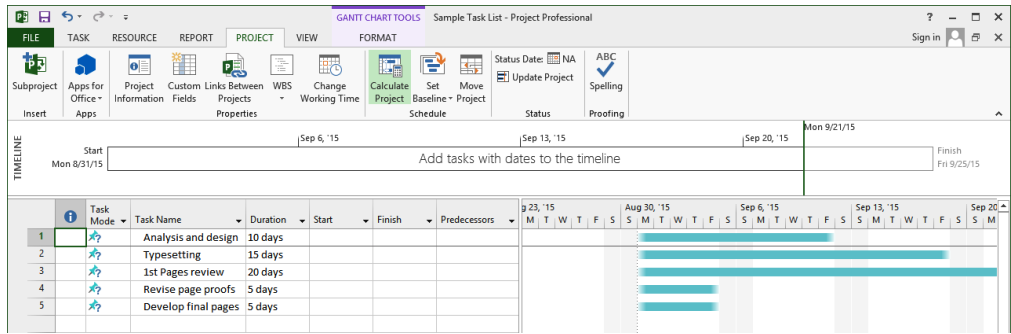 GANTT CHART TOOLS Sample Task List - Project Professional ?
FILE TASK RESOURCE REPORT PROJECT VIEW FORMAT Sign in
Subproject
Apps for Office
Project Information
Custom Fields
Links Between Projects
WBS
Change Working Time
Calculate Project
Set Baseline
Move Project
Status Date: NA
Update Project
ABC
Spelling
Insert Apps Properties Schedule Status Proofing
TIMELINE
Mon 9/21/15
Sep 6, '15 Sep 13, '15 Sep 20, '15
Start
Mon 8/31/15
Add tasks with dates to the timeline
Finish
Fri 9/25/15
Task Mode Task Name Duration Start Finish Predecessors
g 23, '15 Aug 30, '15 Sep 6, '15 Sep 13, '15 Sep 20
M T W T F S S M T W T F S S M T W T F S S M T W T F S S M
1 Analysis and design 10 days
2 Typesetting 15 days
3 1st Pages review 20 days
4 Revise page proofs 5 days
5 Develop final pages 5 days